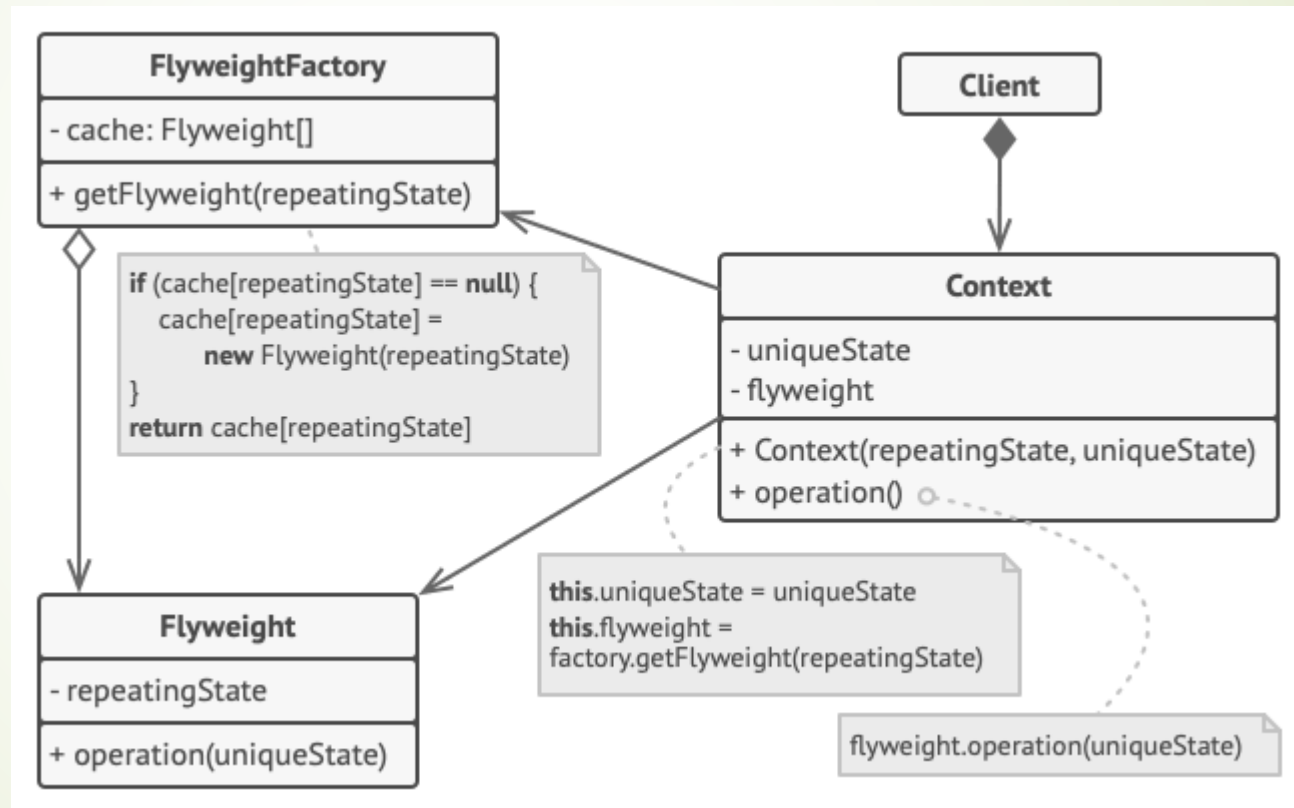 FlyweightFactory
- cache: Flyweight[]
+ getFlyweight(repeatingState)
if (cache[repeatingState] == null) {
cache[repeatingState] =
new Flyweight(repeatingState)
}
return cache[repeatingState]
Client
Context
- uniqueState
- flyweight
+ Context(repeatingState, uniqueState)
+ operation()
this.uniqueState = uniqueState
this.flyweight =
factory.getFlyweight(repeatingState)
flyweight.operation(uniqueState)
Flyweight
- repeatingState
+ operation(uniqueState)